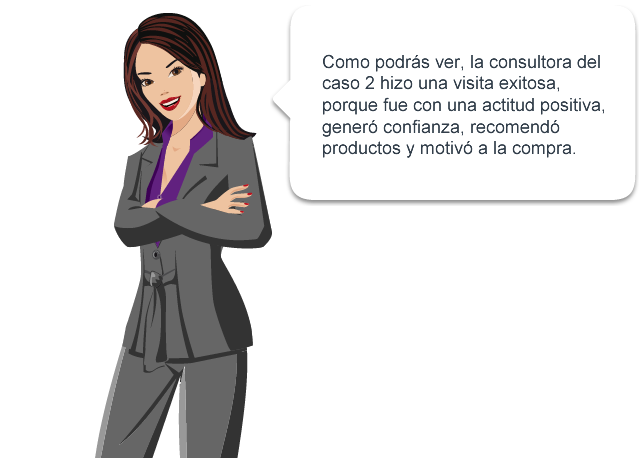 Como podrás ver, la consultora del
caso 2 hizo una visita exitosa,
porque fue con una actitud positiva,
generó confianza, recomendó
productos y motivó a la compra.